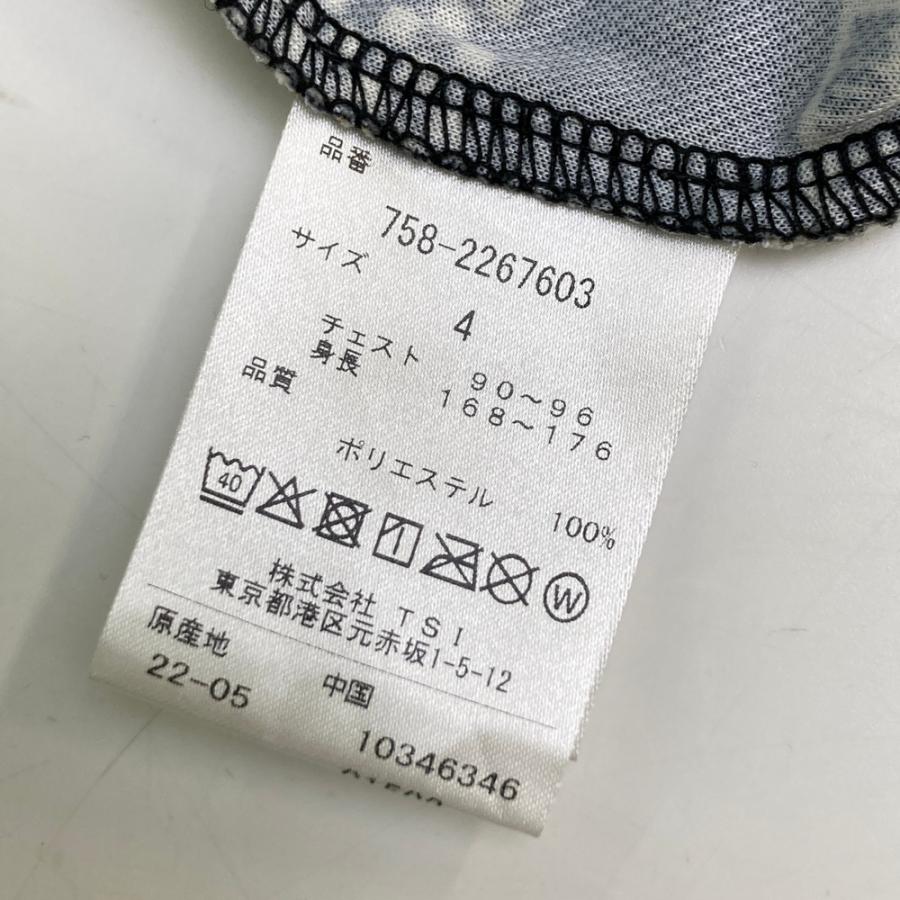 品番
758-2267603
サイズ
4
チェスト 90～96
身長 168～176
品質
ポリエステル 100%
40
W
株式会社 TSI
東京都港区元赤坂1-5-12
原産地 中国
22-05
10346346